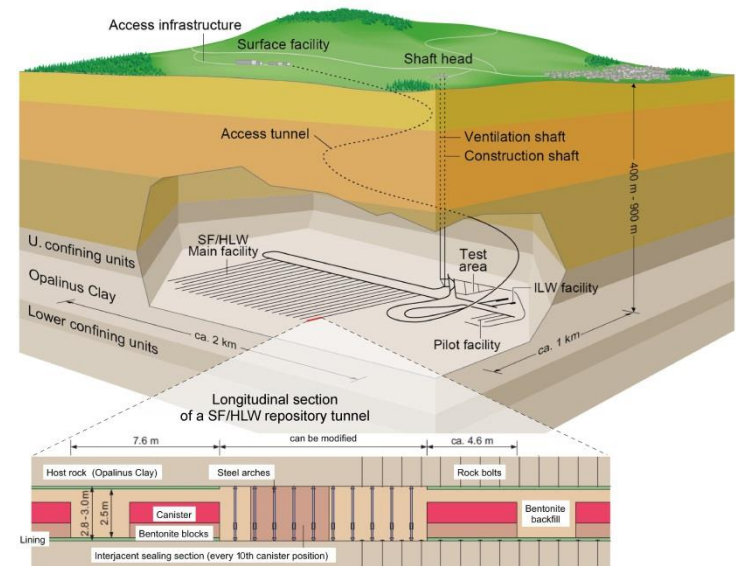 Access infrastructure
Surface facility
Shaft head
Access tunnel
Ventilation shaft
Construction shaft
400 m - 900 m
U. confining units
SF/HLW
Main facility
Test
area
ILW facility
Opalinus Clay
Pilot facility
Lower confining units
ca. 2 km
ca. 1 km
Longitudinal section
of a SF/HLW repository tunnel
7.6 m
can be modified
ca. 4.6 m
Host rock (Opalinus Clay)
Steel arches
Rock bolts
2.8 - 3.0m
2.5m
Canister
Bentonite
backfill
Bentonite blocks
Lining
Interjacent sealing section (every 10th canister position)